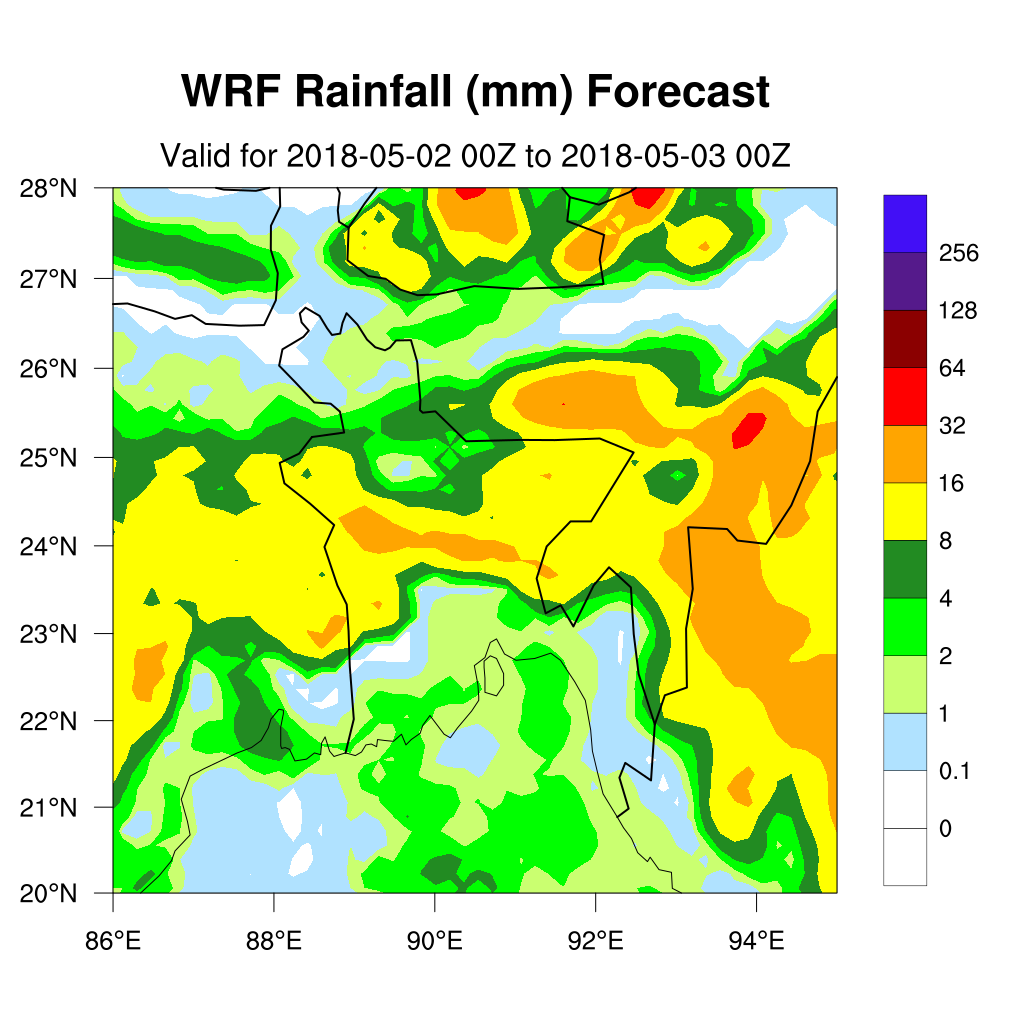 WRF Rainfall (mm) Forecast
Valid for 2018-05-02 00Z to 2018-05-03 00Z
28°N
27°N
26°N
25°N
24°N
23°N
22°N
21°N
20°N
86°E 88°E 90°E 92°E 94°E
256
128
64
32
16
8
4
2
1
0.1
0